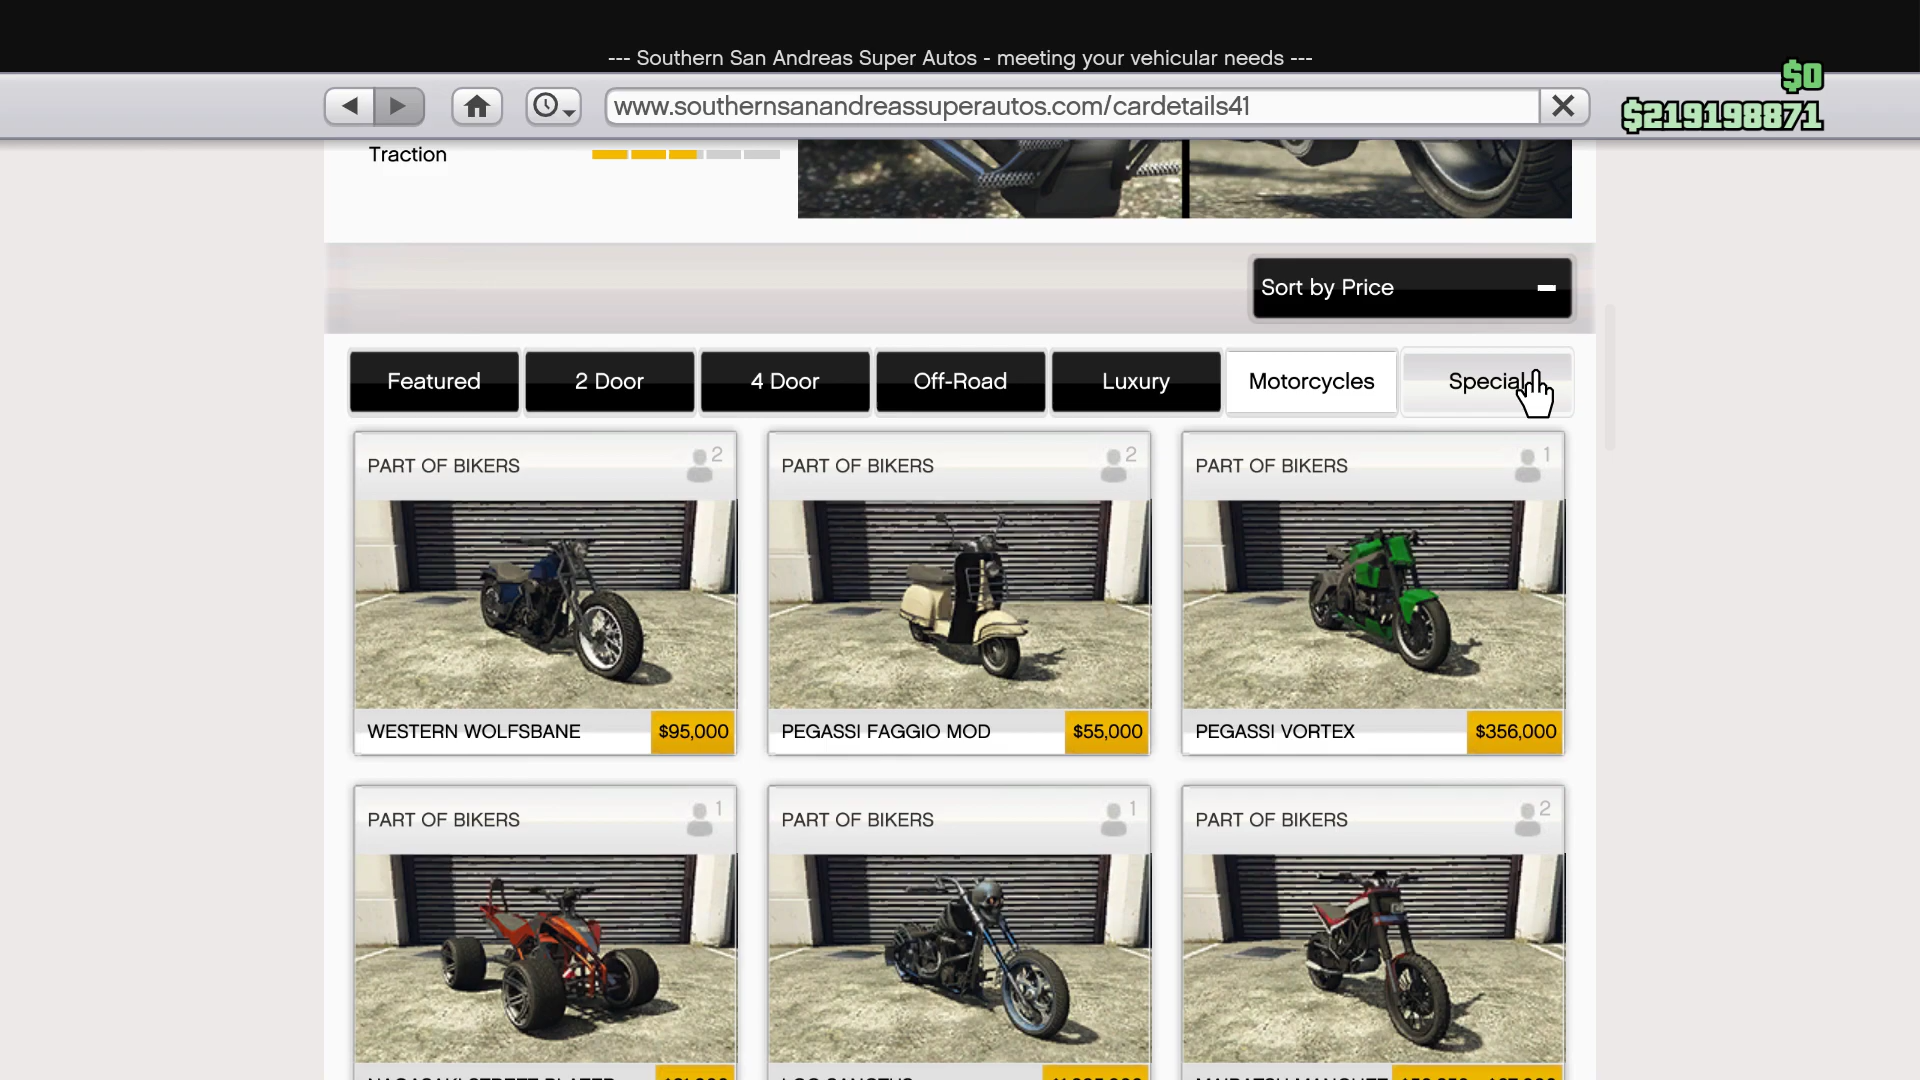 --- Southern San Andreas Super Autos - meeting your vehicular needs ---
$0
www.southernsanandreassuperautos.com/cardetails41
$219198871
Traction
Sort by Price
Featured
2 Door
4 Door
Off-Road
Luxury
Motorcycles
Special
PART OF BIKERS
2
PART OF BIKERS
2
PART OF BIKERS
1
WESTERN WOLFSBANE
$95,000
PEGASSI FAGGIO MOD
$55,000
PEGASSI VORTEX
$356,000
PART OF BIKERS
1
PART OF BIKERS
1
PART OF BIKERS
2